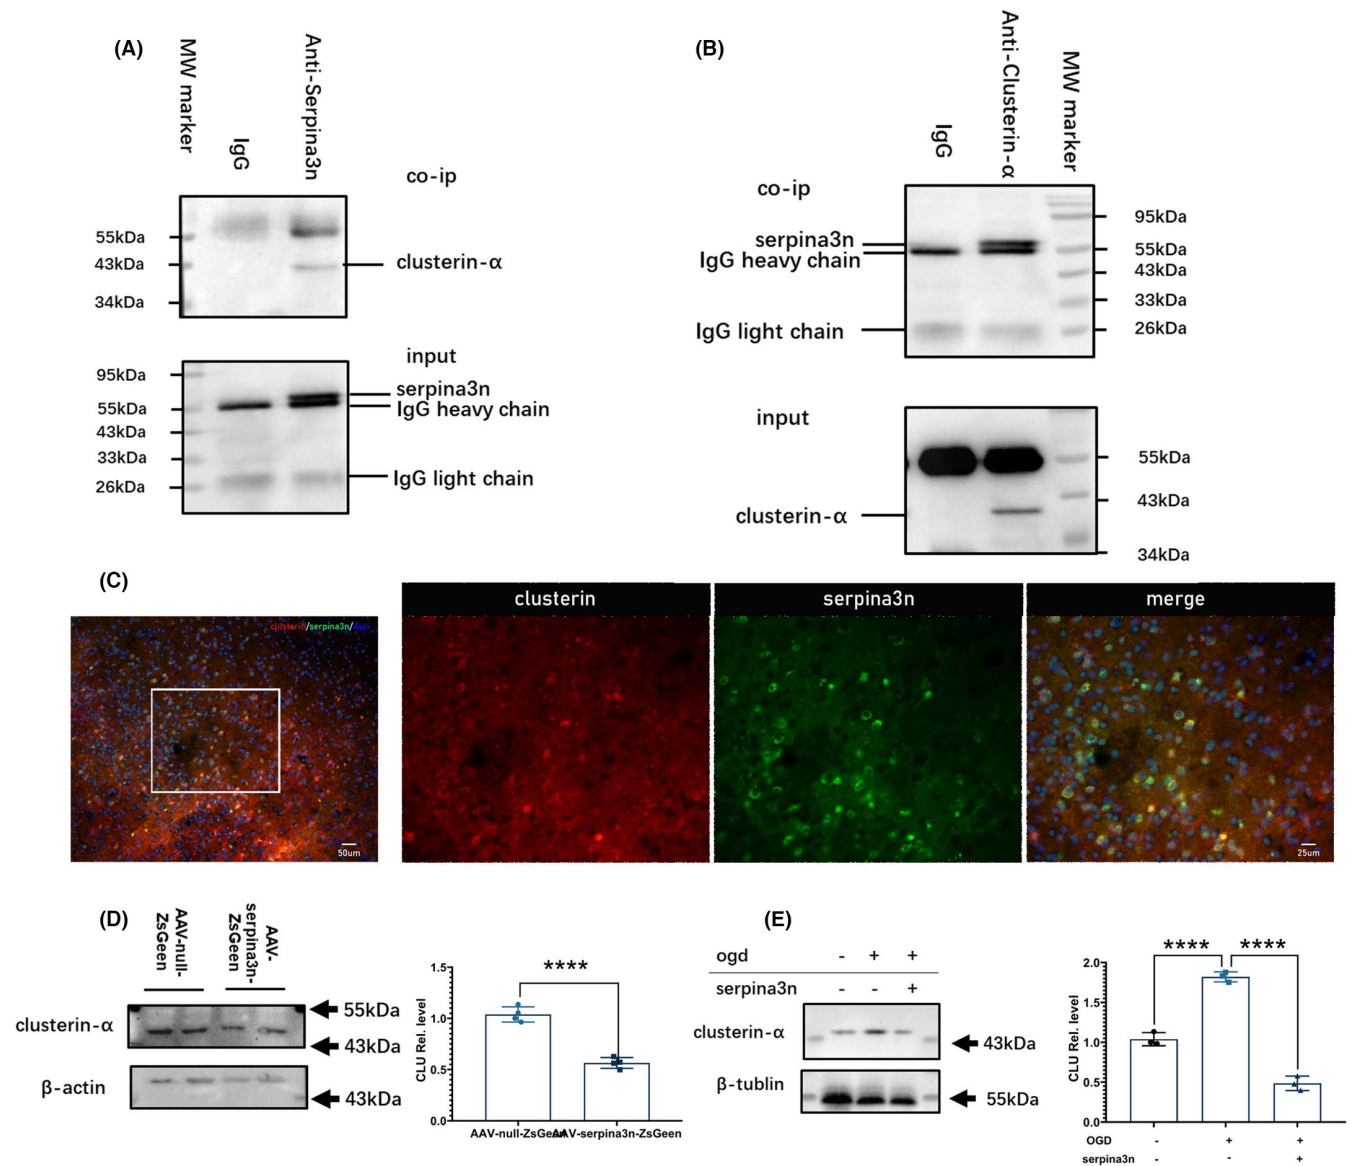 (A)
MW marker
IgG
Anti-Serpina3n
co-ip
55kDa
43kDa
34kDa
clusterin-α
input
95kDa
55kDa
43kDa
33kDa
26kDa
serpina3n
IgG heavy chain
IgG light chain
(B)
IgG
Anti-Clusterin-α
MW marker
co-ip
serpina3n
IgG heavy chain
IgG light chain
95kDa
55kDa
43kDa
33kDa
26kDa
input
clusterin-α
55kDa
43kDa
34kDa
(C)
clusterin/serpina3n/dapi
50um
clusterin
serpina3n
merge
25um
(D)
AAV-null-
ZsGeen
AAV-
serpina3n-
ZsGeen
clusterin-α
55kDa
43kDa
β-actin
43kDa
CLU Rel. level
1.5
1.0
0.5
0.0
****
AAV-null-ZsGeen
AAV-serpina3n-ZsGeen
(E)
ogd - + +
serpina3n - - +
clusterin-α
43kDa
β-tublin
55kDa
CLU Rel. level
2.0
1.5
1.0
0.5
0.0
**** ****
OGD - + +
serpina3n - - +